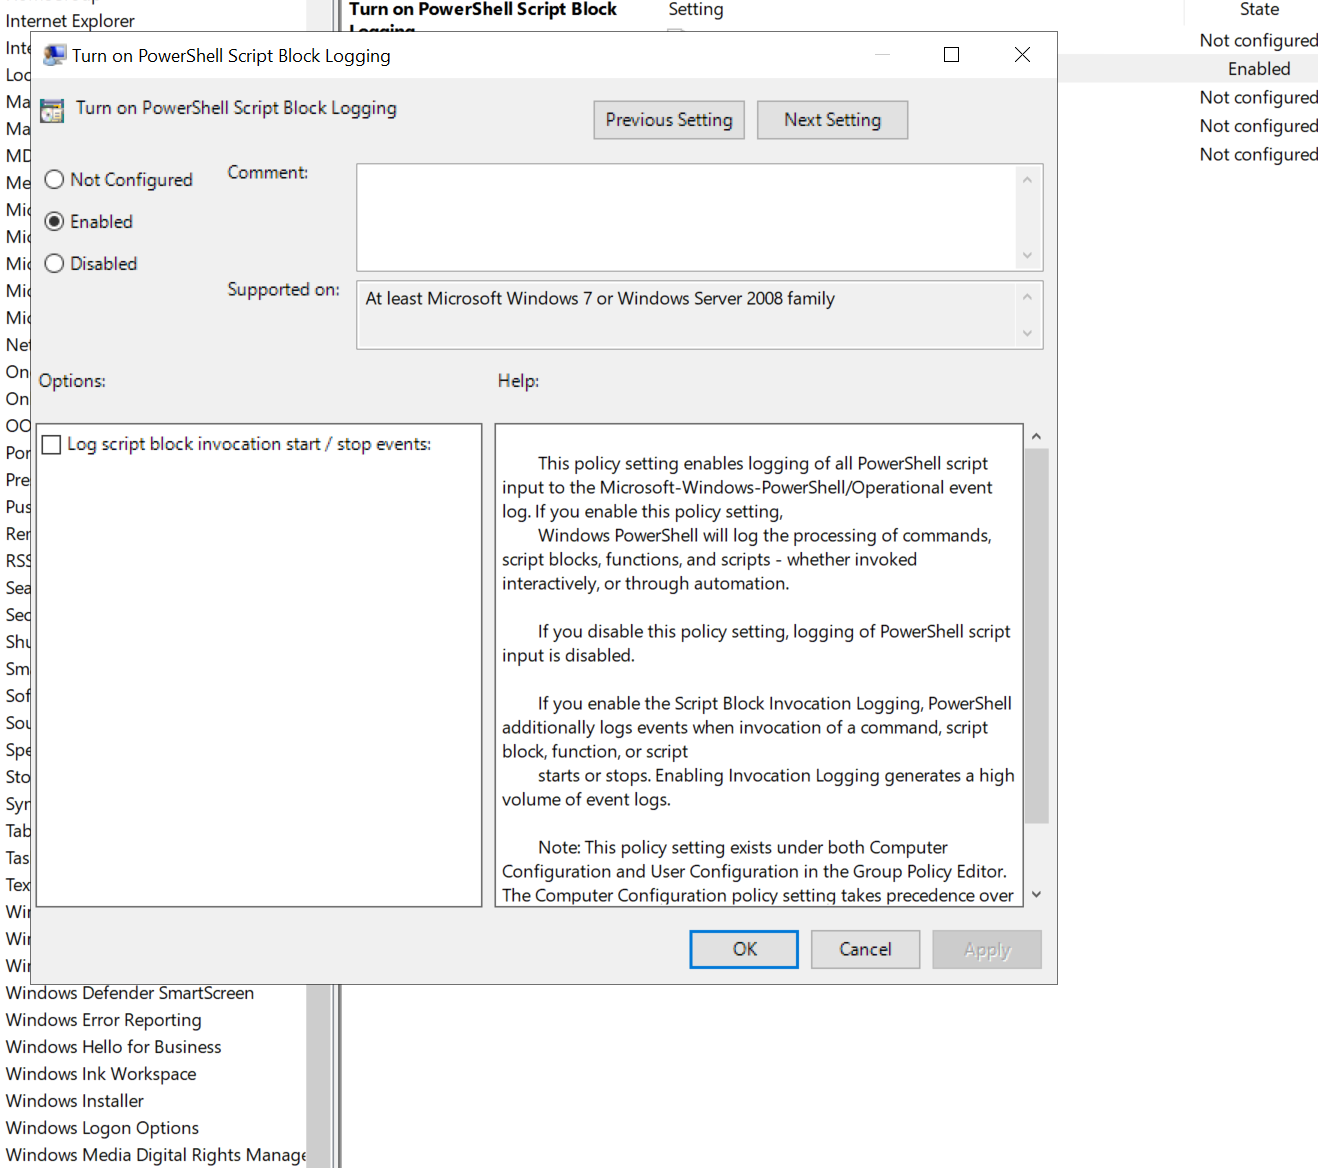 Internet Explorer
Turn on PowerShell Script Block
Setting
State
Turn on PowerShell Script Block Logging
Not configured
Enabled
Not configured
Not configured
Not configured
Turn on PowerShell Script Block Logging
Previous Setting
Next Setting
Not Configured
Enabled
Disabled
Comment:
Supported on:
At least Microsoft Windows 7 or Windows Server 2008 family
Options:
Help:
Log script block invocation start / stop events:
This policy setting enables logging of all PowerShell script
input to the Microsoft-Windows-PowerShell/Operational event
log. If you enable this policy setting,
Windows PowerShell will log the processing of commands,
script blocks, functions, and scripts - whether invoked
interactively, or through automation.
If you disable this policy setting, logging of PowerShell script
input is disabled.
If you enable the Script Block Invocation Logging, PowerShell
additionally logs events when invocation of a command, script
block, function, or script
starts or stops. Enabling Invocation Logging generates a high
volume of event logs.
Note: This policy setting exists under both Computer
Configuration and User Configuration in the Group Policy Editor.
The Computer Configuration policy setting takes precedence over
OK
Cancel
Apply
Windows Defender SmartScreen
Windows Error Reporting
Windows Hello for Business
Windows Ink Workspace
Windows Installer
Windows Logon Options
Windows Media Digital Rights Manage